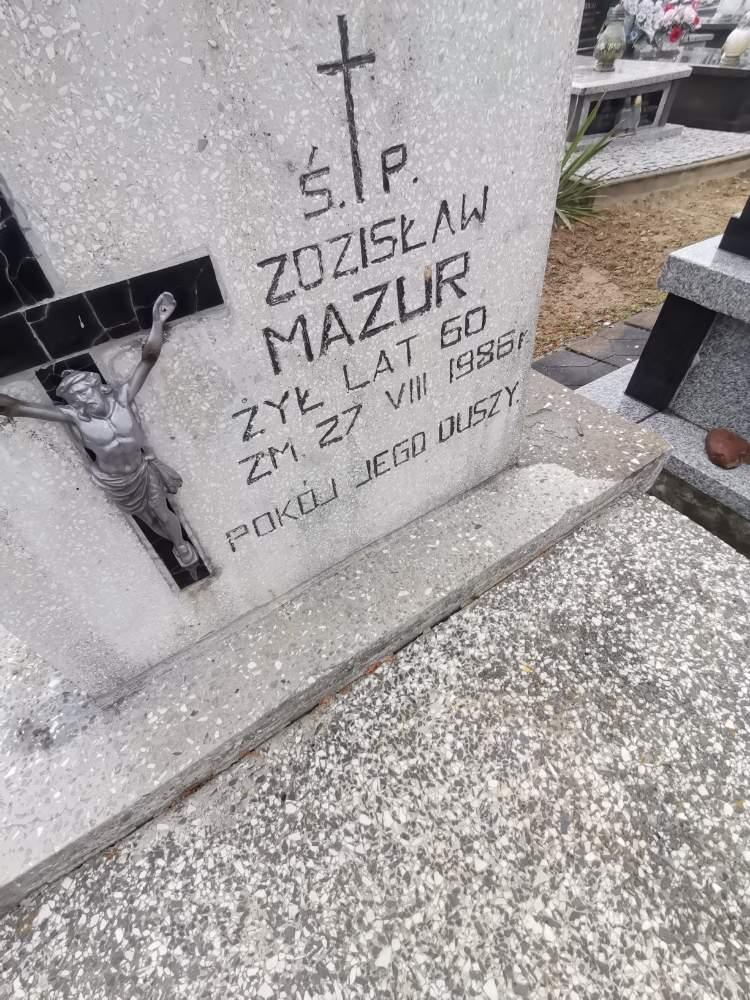 Ś. P.
ZDZISŁAW
MAZUR
ŻYŁ LAT 60
ZM. 27 VIII 1986 R
POKÓJ JEGO DUSZY.